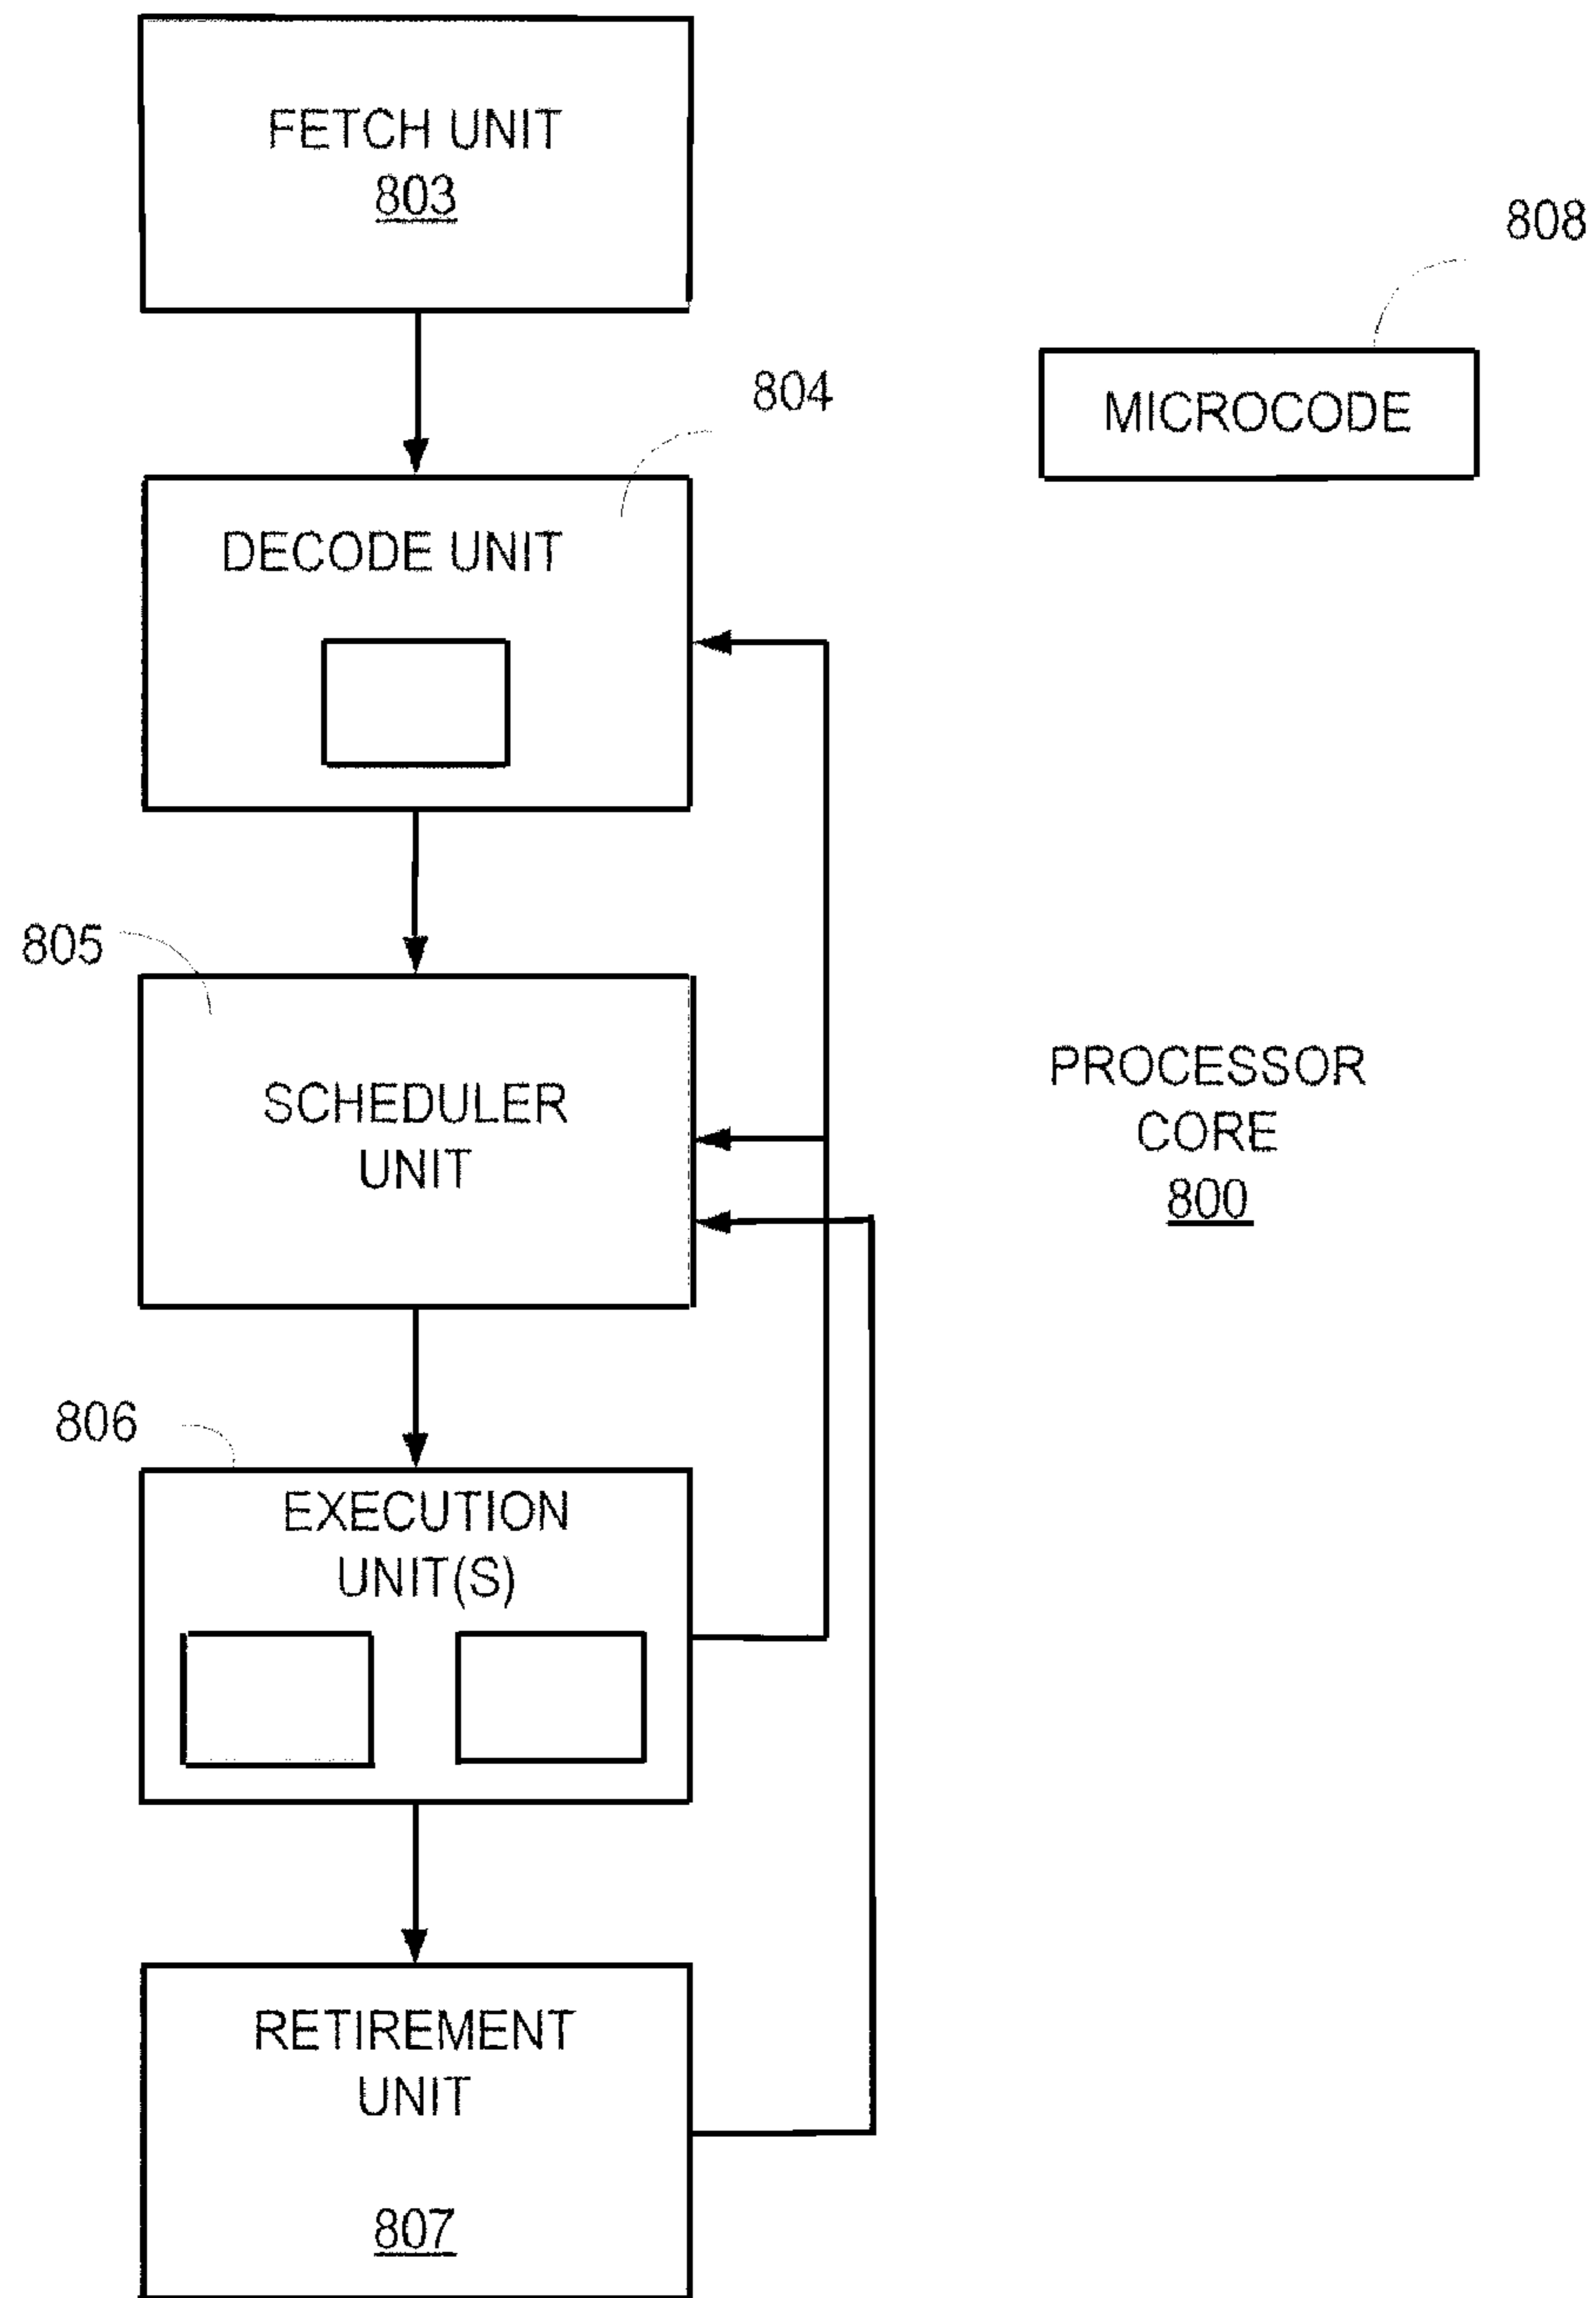 FETCH UNIT
803
808
MICROCODE
804
DECODE UNIT
805
SCHEDULER
UNIT
PROCESSOR
CORE
800
806
EXECUTION
UNIT(S)
RETIREMENT
UNIT
807